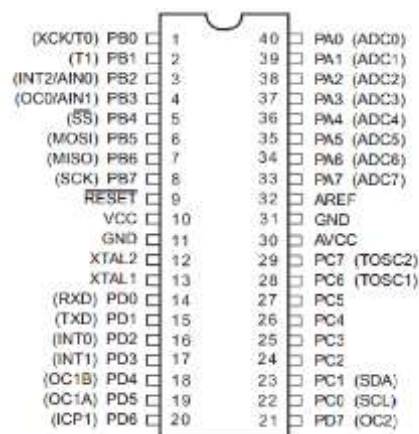 (XCK/T0) PB0 1 40 PA0 (ADC0)
(T1) PB1 2 39 PA1 (ADC1)
(INT2/AIN0) PB2 3 38 PA2 (ADC2)
(OC0/AIN1) PB3 4 37 PA3 (ADC3)
(SS) PB4 5 36 PA4 (ADC4)
(MOSI) PB5 6 35 PA5 (ADC5)
(MISO) PB6 7 34 PA6 (ADC6)
(SCK) PB7 8 33 PA7 (ADC7)
RESET 9 32 AREF
VCC 10 31 GND
GND 11 30 AVCC
XTAL2 12 29 PC7 (TOSC2)
XTAL1 13 28 PC6 (TOSC1)
(RXD) PD0 14 27 PC5
(TXD) PD1 15 26 PC4
(INT0) PD2 16 25 PC3
(INT1) PD3 17 24 PC2
(OC1B) PD4 18 23 PC1 (SDA)
(OC1A) PD5 19 22 PC0 (SCL)
(ICP1) PD6 20 21 PD7 (OC2)